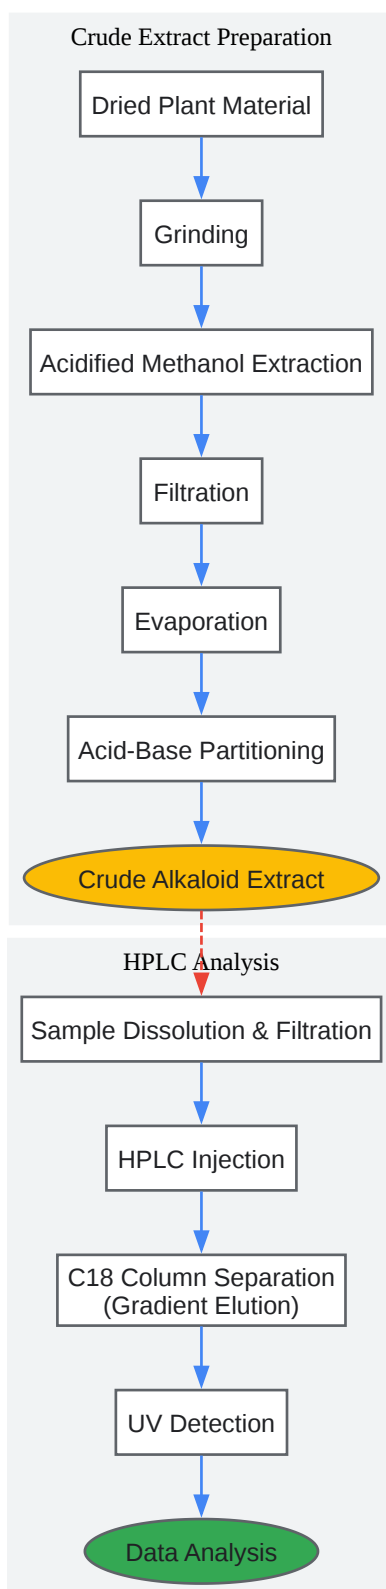 Crude Extract Preparation
Dried Plant Material
Grinding
Acidified Methanol Extraction
Filtration
Evaporation
Acid-Base Partitioning
Crude Alkaloid Extract
HPLC Analysis
Sample Dissolution & Filtration
HPLC Injection
C18 Column Separation
(Gradient Elution)
UV Detection
Data Analysis